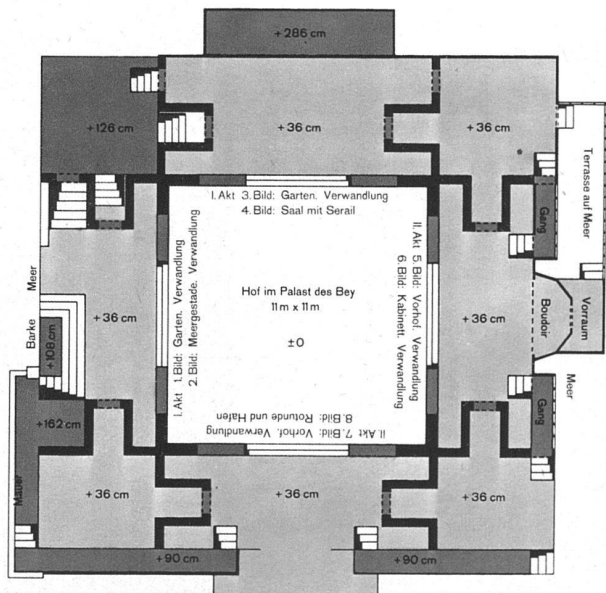 +286 cm
+126 cm
+36 cm
+36 cm
I. Akt 3. Bild: Garten. Verwandlung
4. Bild: Saal mit Serail
Terrasse auf Meer
Gang
Meer
Barke
+108 cm
+36 cm
I. Akt 1. Bild: Garten. Verwandlung
2. Bild: Meergestade. Verwandlung
Hof im Palast des Bey
11 m x 11 m
±0
II. Akt 5. Bild: Vorhof. Verwandlung
6. Bild: Kabinett. Verwandlung
+36 cm
Boudoir
Vorraum
Meer
Gang
II. Akt 7. Bild: Vorhof. Verwandlung
8. Bild: Rotunde und Hafen
+162 cm
Mauer
+36 cm
+36 cm
+36 cm
+90 cm
+90 cm